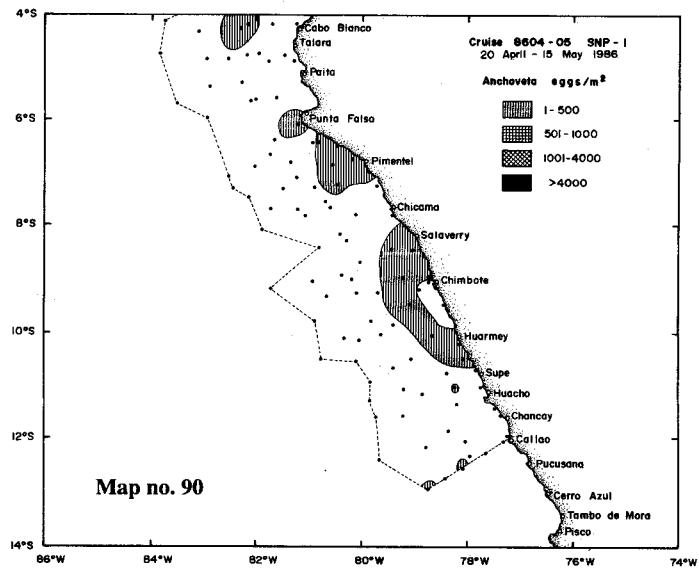 4°S
6°S
8°S
10°S
12°S
14°S
86°W
84°W
82°W
80°W
78°W
76°W
74°W
Cabo Blanco
Talara
Paita
Punta Falsa
Pimentel
Chicama
Salaverry
Chimbote
Huarmey
Supe
Huacho
Chancay
Callao
Pucusana
Cerro Azul
Tambo de Mora
Pisco
Cruise 8604-05 SNP-1
20 April - 15 May 1986
Anchoveta eggs/m²
1-500
501-1000
1001-4000
>4000
Map no. 90